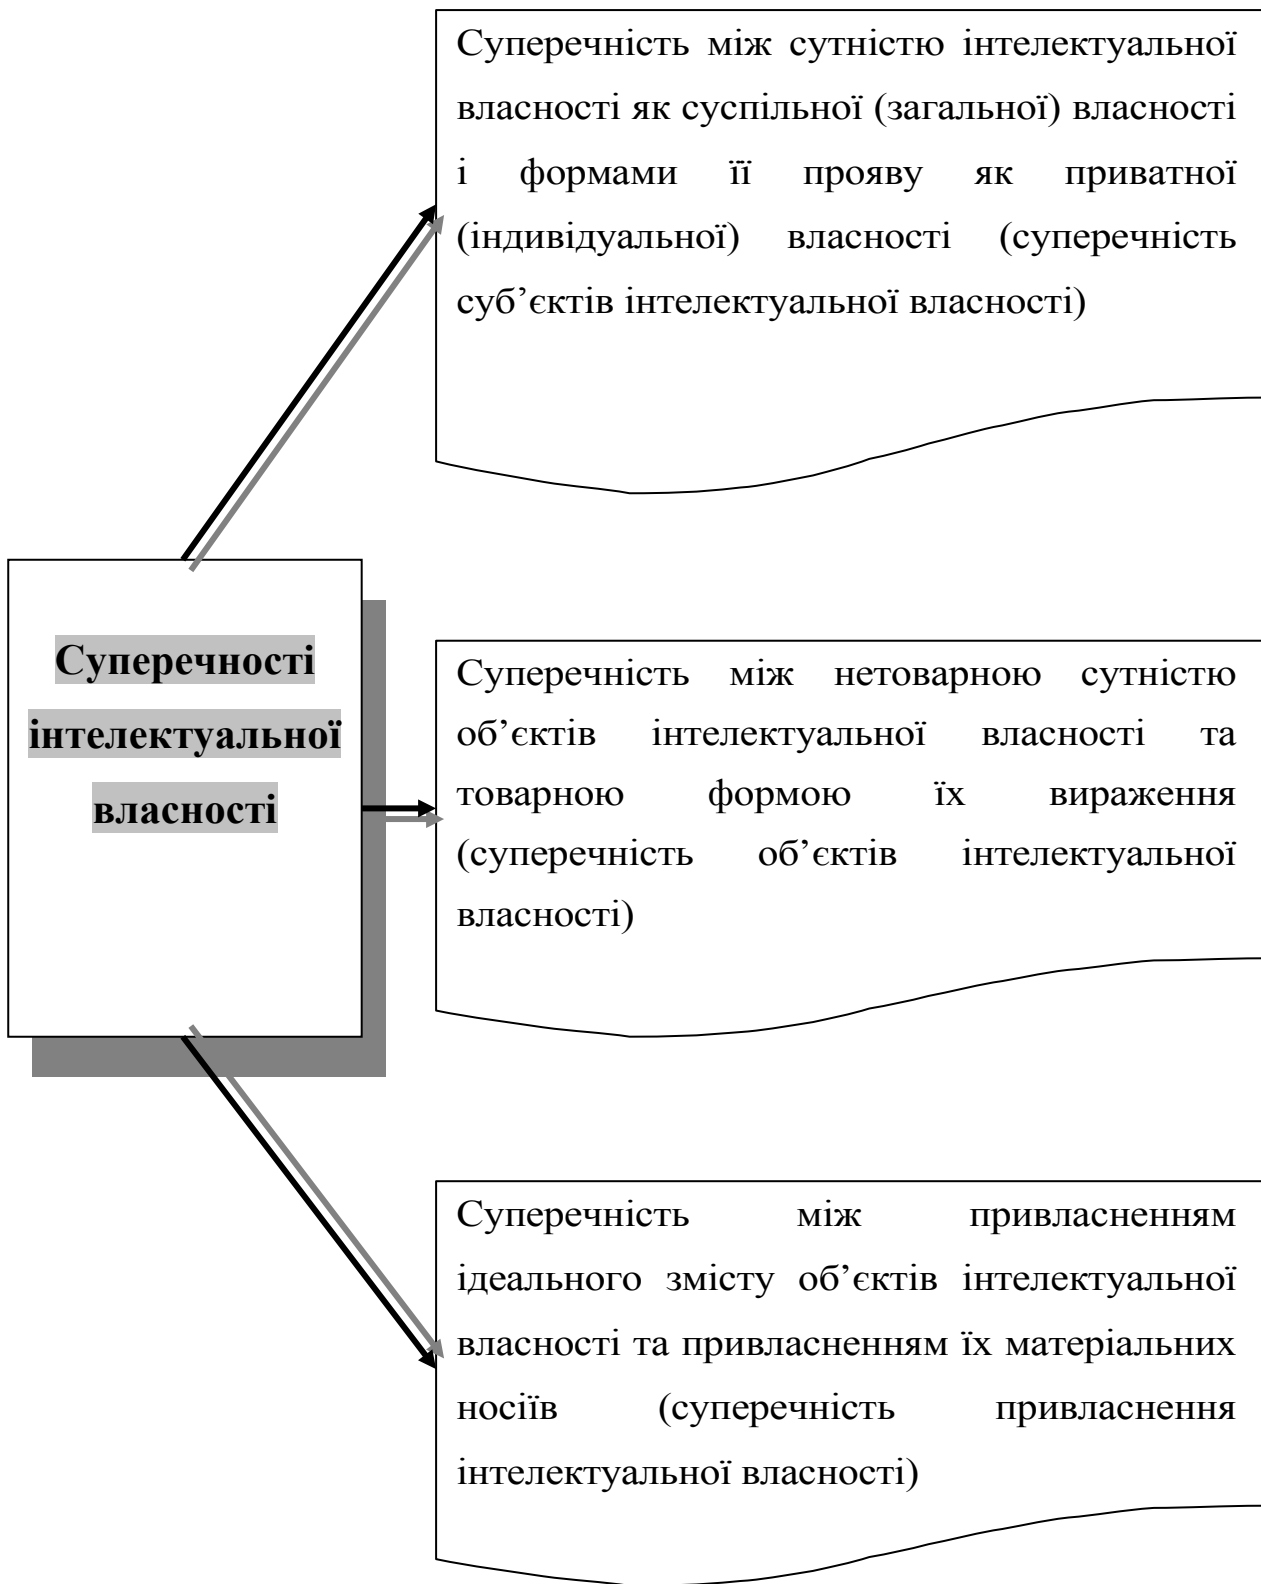 Суперечність між сутністю інтелектуальної
власності як суспільної (загальної) власності
і формами її прояву як приватної
(індивідуальної) власності (суперечність
суб’єктів інтелектуальної власності)
Суперечності
інтелектуальної
власності
Суперечність між нетоварною сутністю
об’єктів інтелектуальної власності та
товарною формою їх вираження
(суперечність об’єктів інтелектуальної
власності)
Суперечність між привласненням
ідеального змісту об’єктів інтелектуальної
власності та привласненням їх матеріальних
носіїв (суперечність привласнення
інтелектуальної власності)